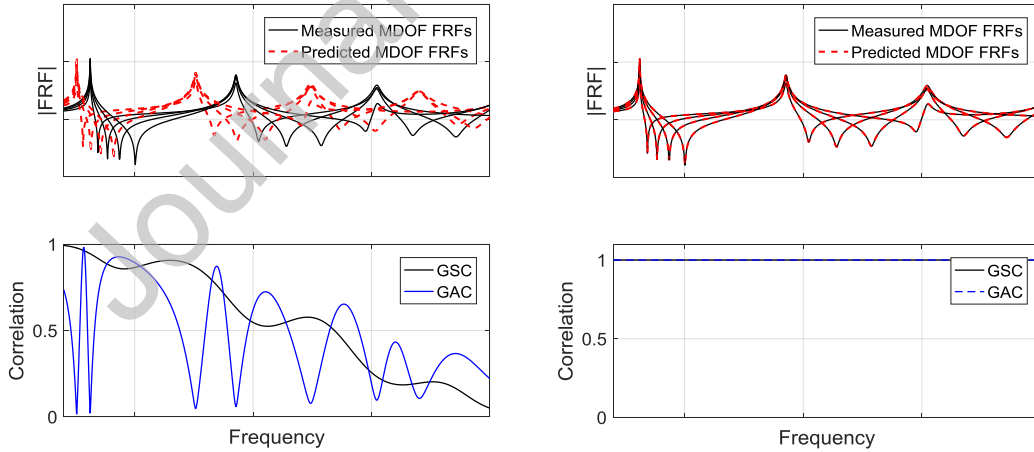 |FRF|
Measured MDOF FRFs
Predicted MDOF FRFs
|FRF|
Measured MDOF FRFs
Predicted MDOF FRFs
Journal
Correlation
1
0.5
0
GSC
GAC
Frequency
Correlation
1
0.5
0
GSC
GAC
Frequency